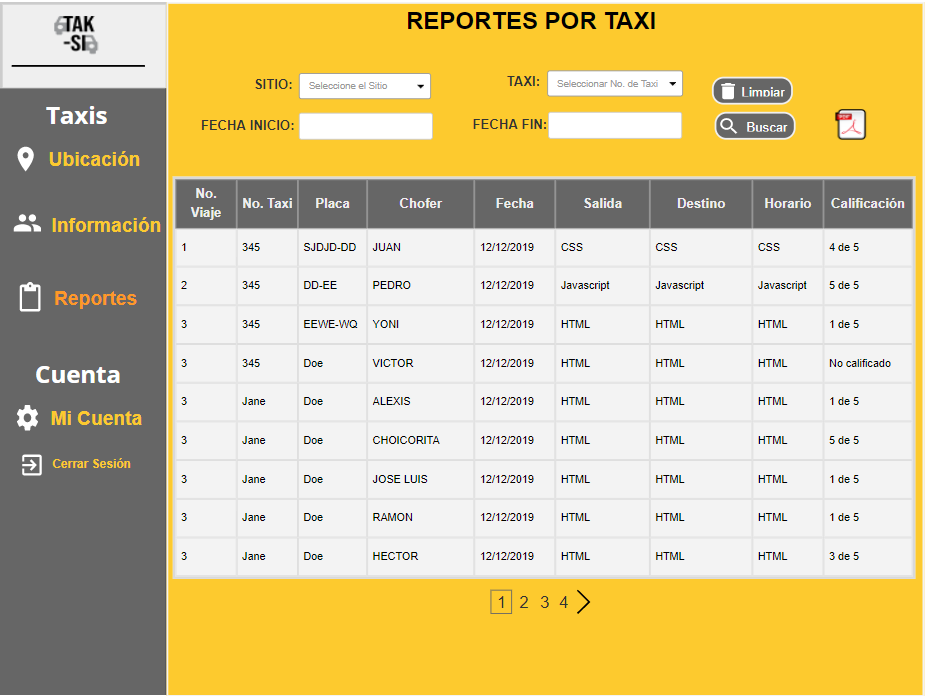 TAK
-SI
REPORTES POR TAXI
SITIO: Seleccione el Sitio TAXI: Seleccionar No. de Taxi Limpiar
FECHA INICIO: FECHA FIN: Buscar
PDF
Taxis
Ubicación
Información
Reportes
Cuenta
Mi Cuenta
Cerrar Sesión
No. Viaje No. Taxi Placa Chofer Fecha Salida Destino Horario Calificación
1 345 SJDJD-DD JUAN 12/12/2019 CSS CSS CSS 4 de 5
2 345 DD-EE PEDRO 12/12/2019 Javascript Javascript Javascript 5 de 5
3 345 EEWE-WQ YONI 12/12/2019 HTML HTML HTML 1 de 5
3 345 Doe VICTOR 12/12/2019 HTML HTML HTML No calificado
3 Jane Doe ALEXIS 12/12/2019 HTML HTML HTML 1 de 5
3 Jane Doe CHOICORITA 12/12/2019 HTML HTML HTML 5 de 5
3 Jane Doe JOSE LUIS 12/12/2019 HTML HTML HTML 1 de 5
3 Jane Doe RAMON 12/12/2019 HTML HTML HTML 1 de 5
3 Jane Doe HECTOR 12/12/2019 HTML HTML HTML 3 de 5
1 2 3 4